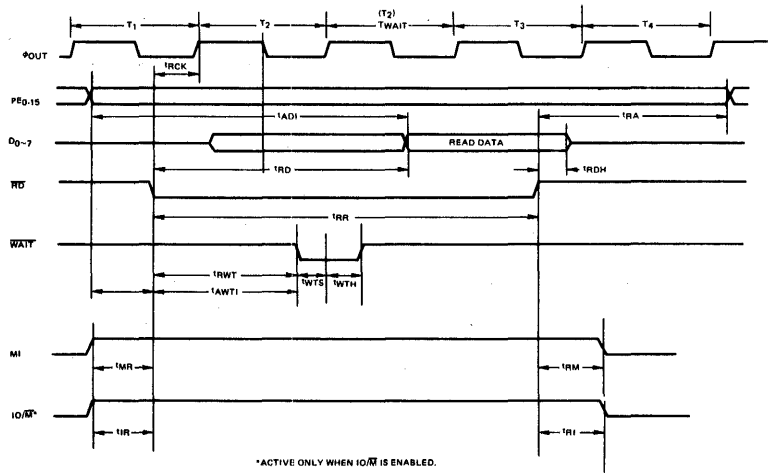 (T2)
T1 T2 TWAIT T3 T4
φOUT
tRCK
PE0-15
tADI tRA
D0~7 READ DATA
tRD tRDH
RD
tRR
WAIT
tRWT tWTS tWTH
tAWTI
MI
tMR tRM
IO/M*
tIR tRI
*ACTIVE ONLY WHEN IO/M IS ENABLED.